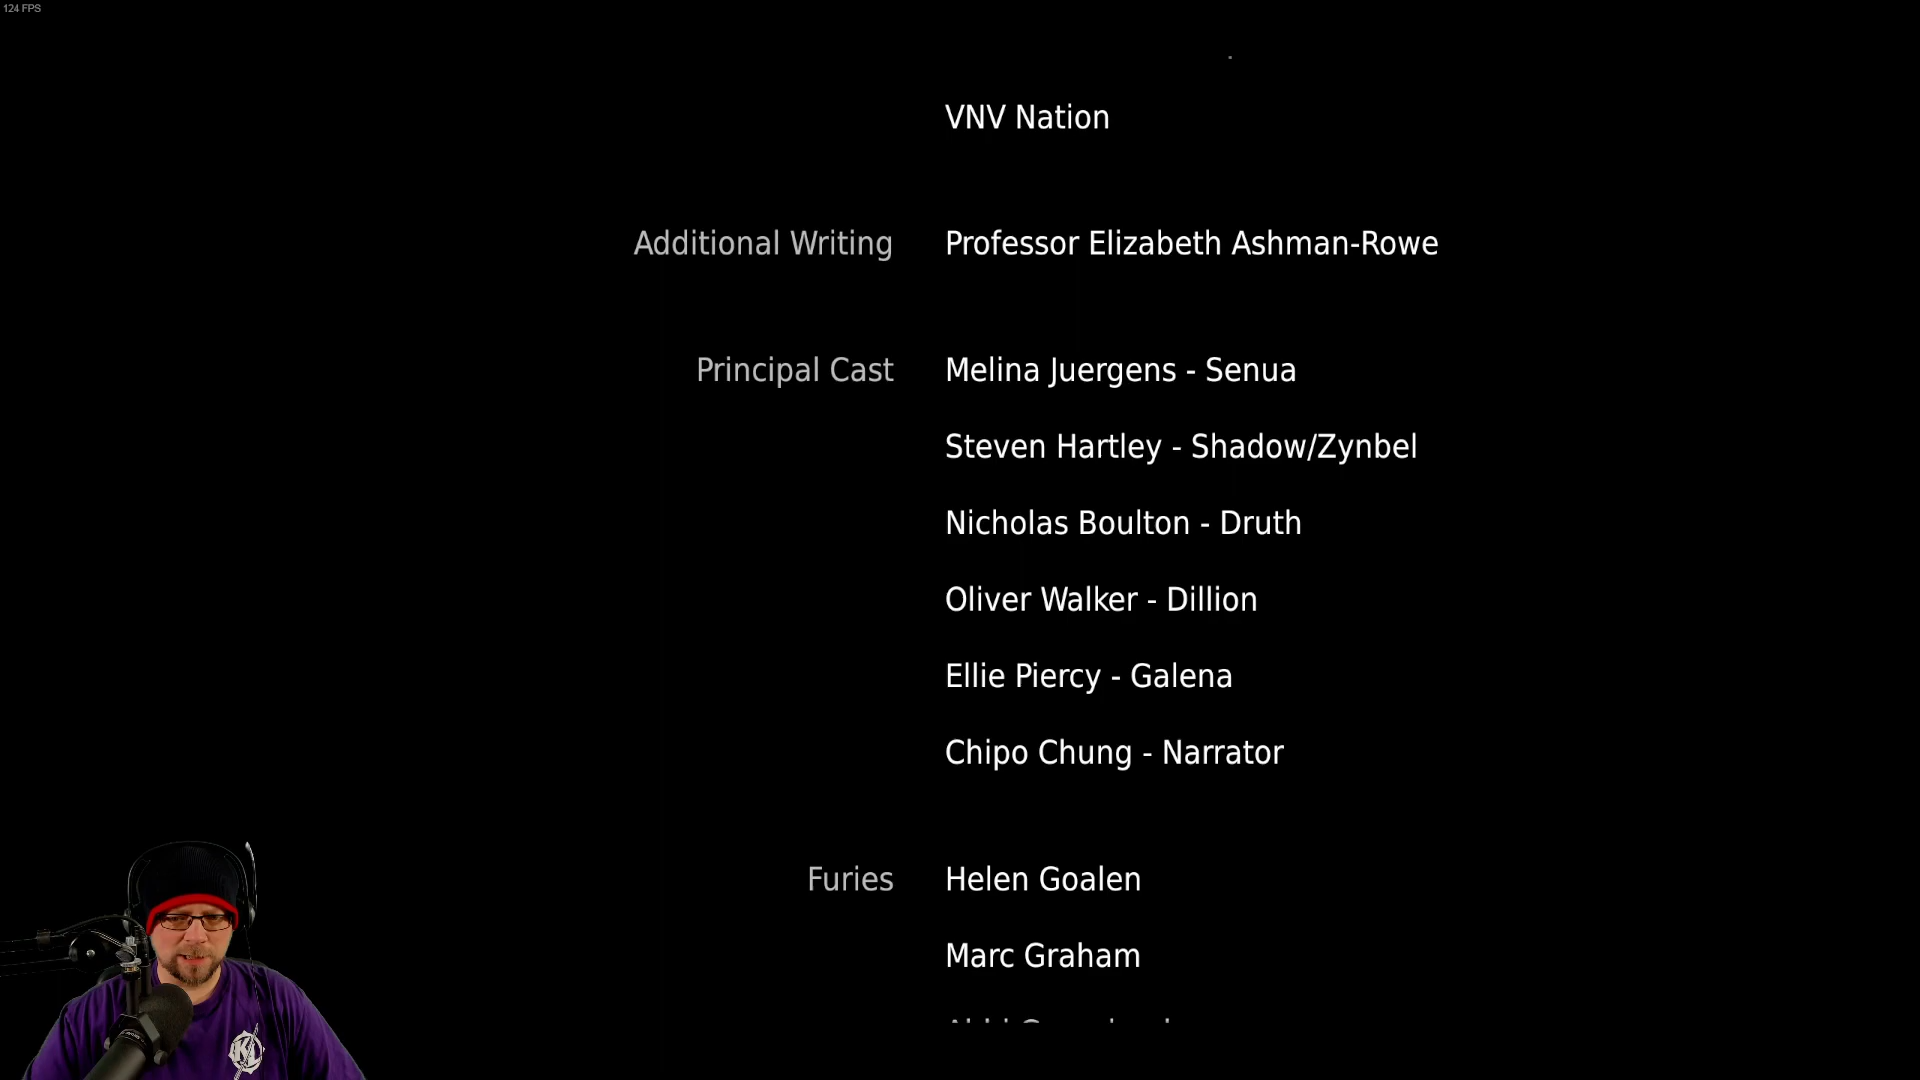 124 FPS
VNV Nation
Additional Writing Professor Elizabeth Ashman-Rowe
Principal Cast Melina Juergens - Senua
Steven Hartley - Shadow/Zynbel
Nicholas Boulton - Druth
Oliver Walker - Dillion
Ellie Piercy - Galena
Chipo Chung - Narrator
Furies Helen Goalen
Marc Graham
KL